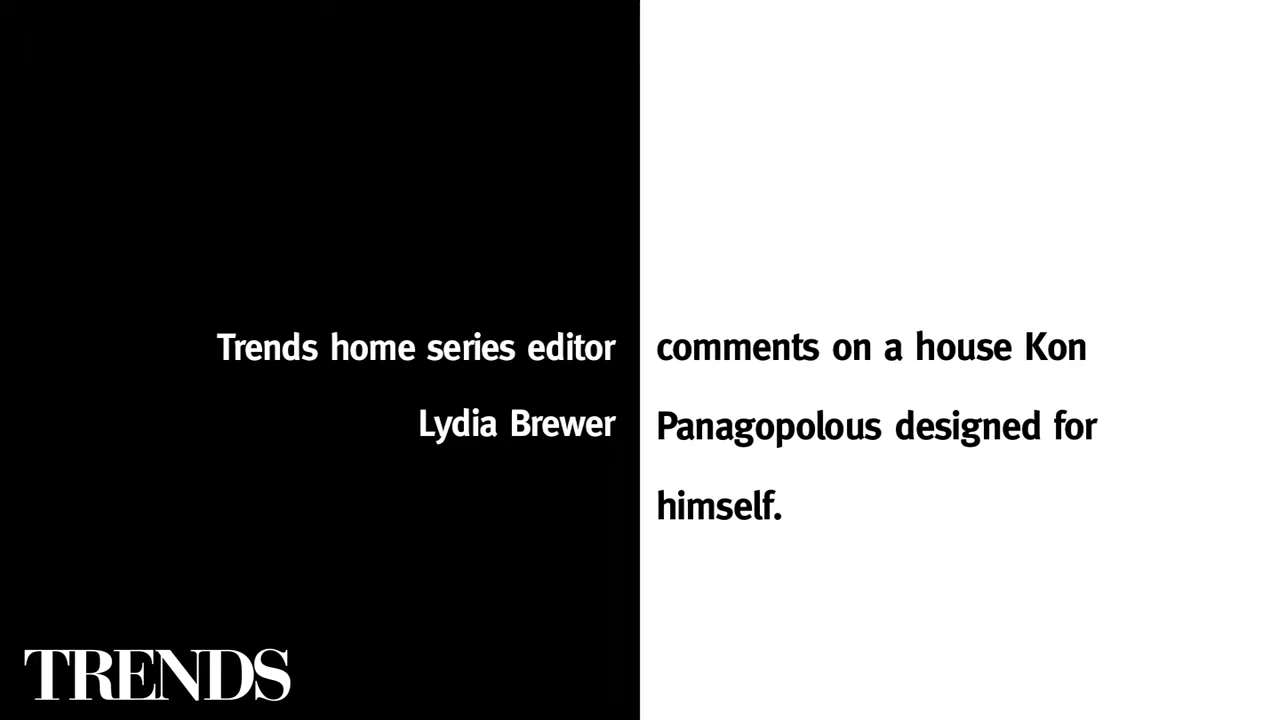 Trends home series editor
Lydia Brewer
comments on a house Kon
Panagopolous designed for
himself.
TRENDS